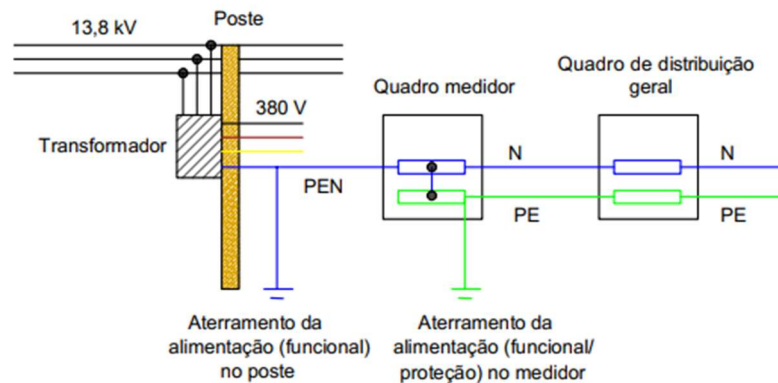 13,8 kV
Poste
Quadro de distribuição
geral
Quadro medidor
380 V
Transformador
PEN
N
PE
N
PE
Aterramento da
alimentação (funcional)
no poste
Aterramento da
alimentação (funcional/
proteção) no medidor